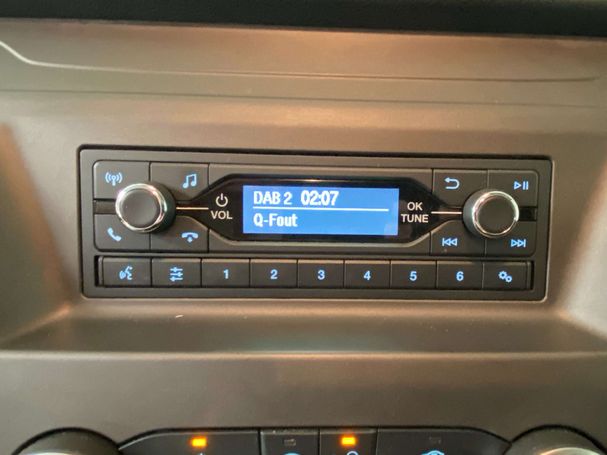 DAB 2 02:07
Q-Fout
VOL
OK
TUNE
1 2 3 4 5 6